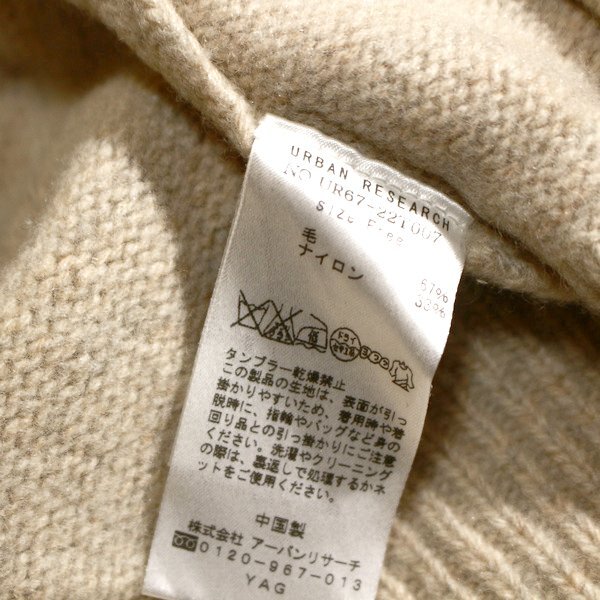 URBAN RESEARCH
NO UR67-22T007
SIZE Free
毛 67%
ナイロン 33%
タンブラー乾燥禁止
この製品の生地は、表面が引っ
掛かりやすいため、着用時や着
脱時に、指輪やバッグなど身の
回り品との引っ掛かりにご注意
ください。洗濯やクリーニング
の際は、裏返しで処理するかネ
ットをご使用ください。
中国製
株式会社 アーバンリサーチ
0120-967-013
YAG